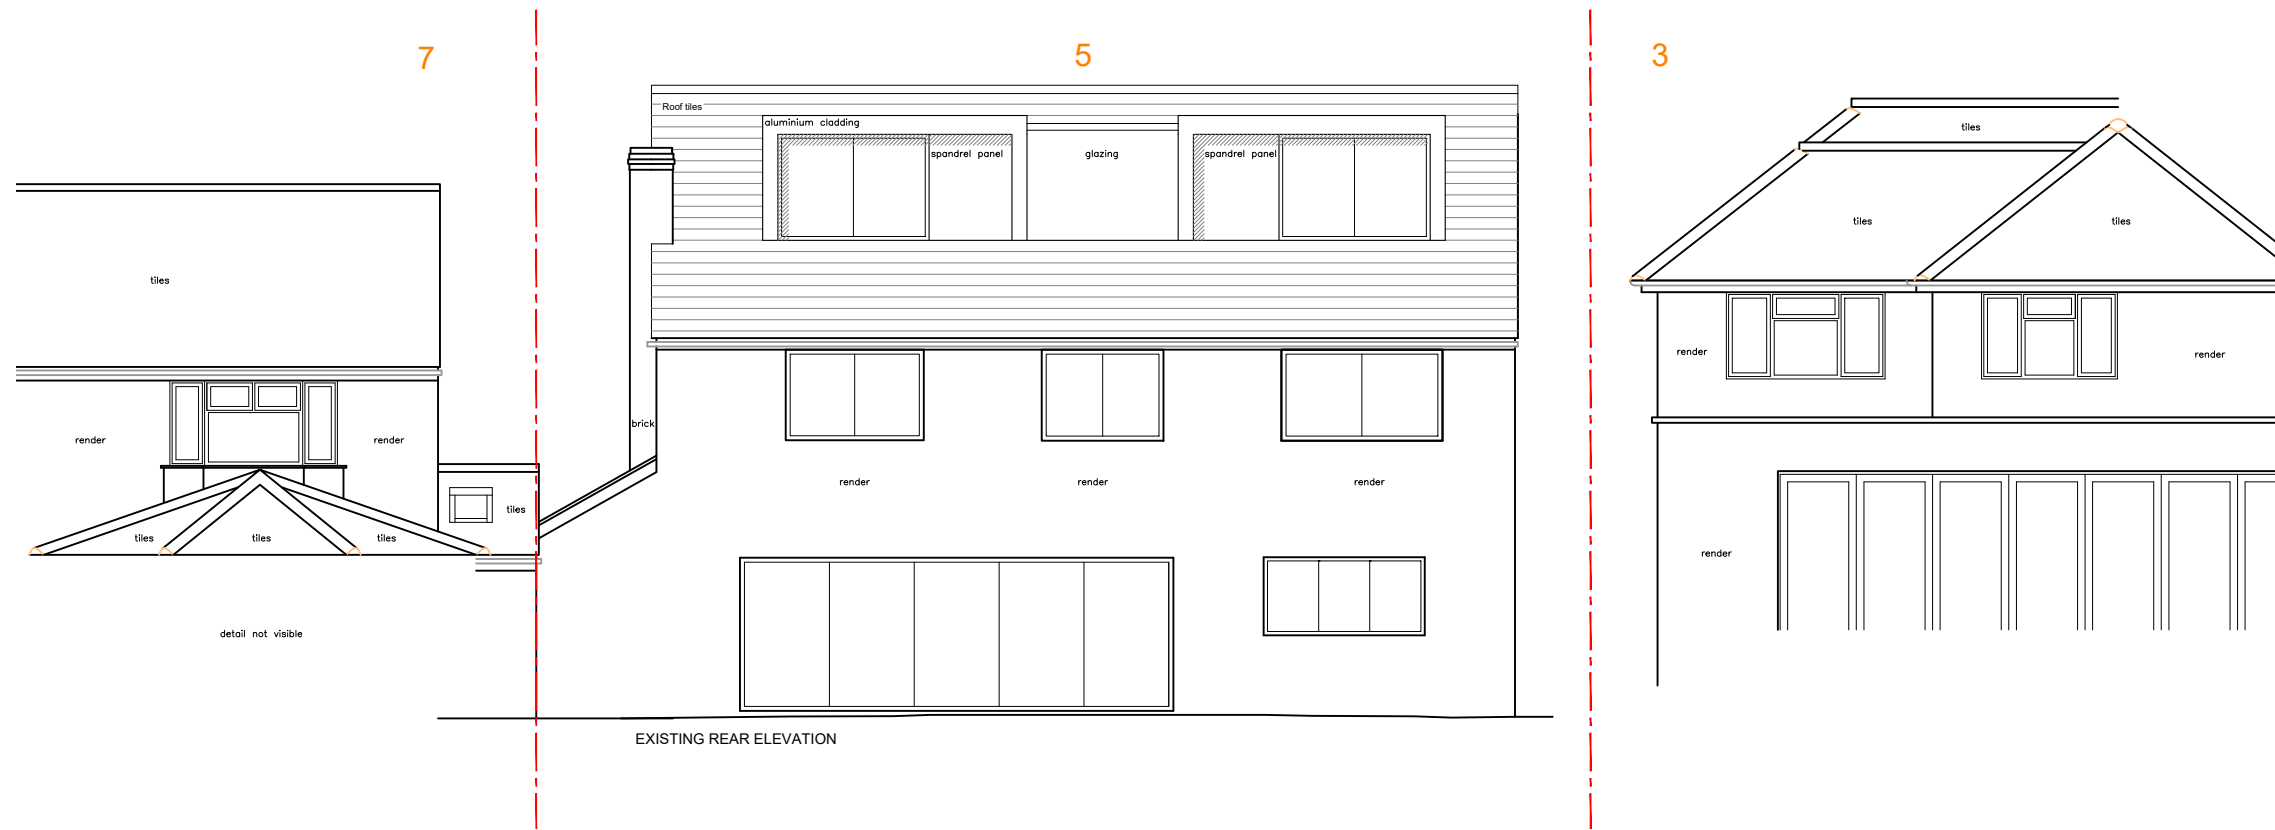 7
5
3
Roof tiles
aluminium cladding
spandrel panel
glazing
spandrel panel
tiles
tiles
tiles
tiles
render
render
brick
render
render
render
render
render
tiles
tiles
tiles
tiles
render
detail not visible
EXISTING REAR ELEVATION